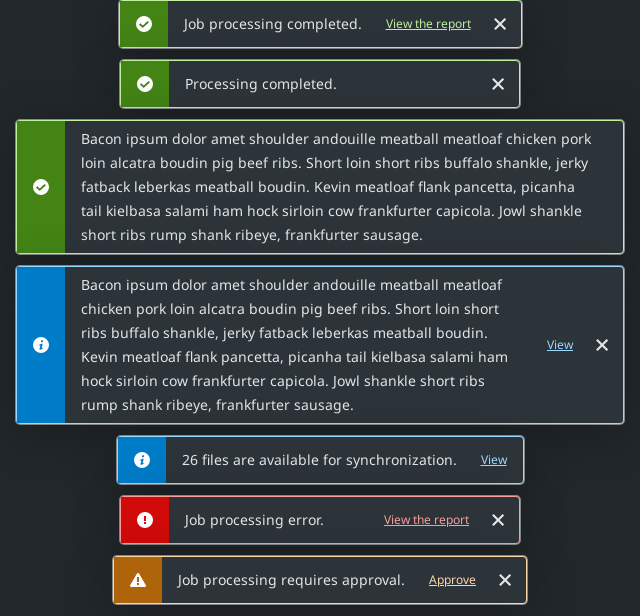 Job processing completed. View the report
Processing completed.
Bacon ipsum dolor amet shoulder andouille meatball meatloaf chicken pork
loin alcatra boudin pig beef ribs. Short loin short ribs buffalo shankle, jerky
fatback leberkas meatball boudin. Kevin meatloaf flank pancetta, picanha
tail kielbasa salami ham hock sirloin cow frankfurter capicola. Jowl shankle
short ribs rump shank ribeye, frankfurter sausage.
Bacon ipsum dolor amet shoulder andouille meatball meatloaf
chicken pork loin alcatra boudin pig beef ribs. Short loin short
ribs buffalo shankle, jerky fatback leberkas meatball boudin.
Kevin meatloaf flank pancetta, picanha tail kielbasa salami ham
hock sirloin cow frankfurter capicola. Jowl shankle short ribs
rump shank ribeye, frankfurter sausage.
View
26 files are available for synchronization. View
Job processing error. View the report
Job processing requires approval. Approve